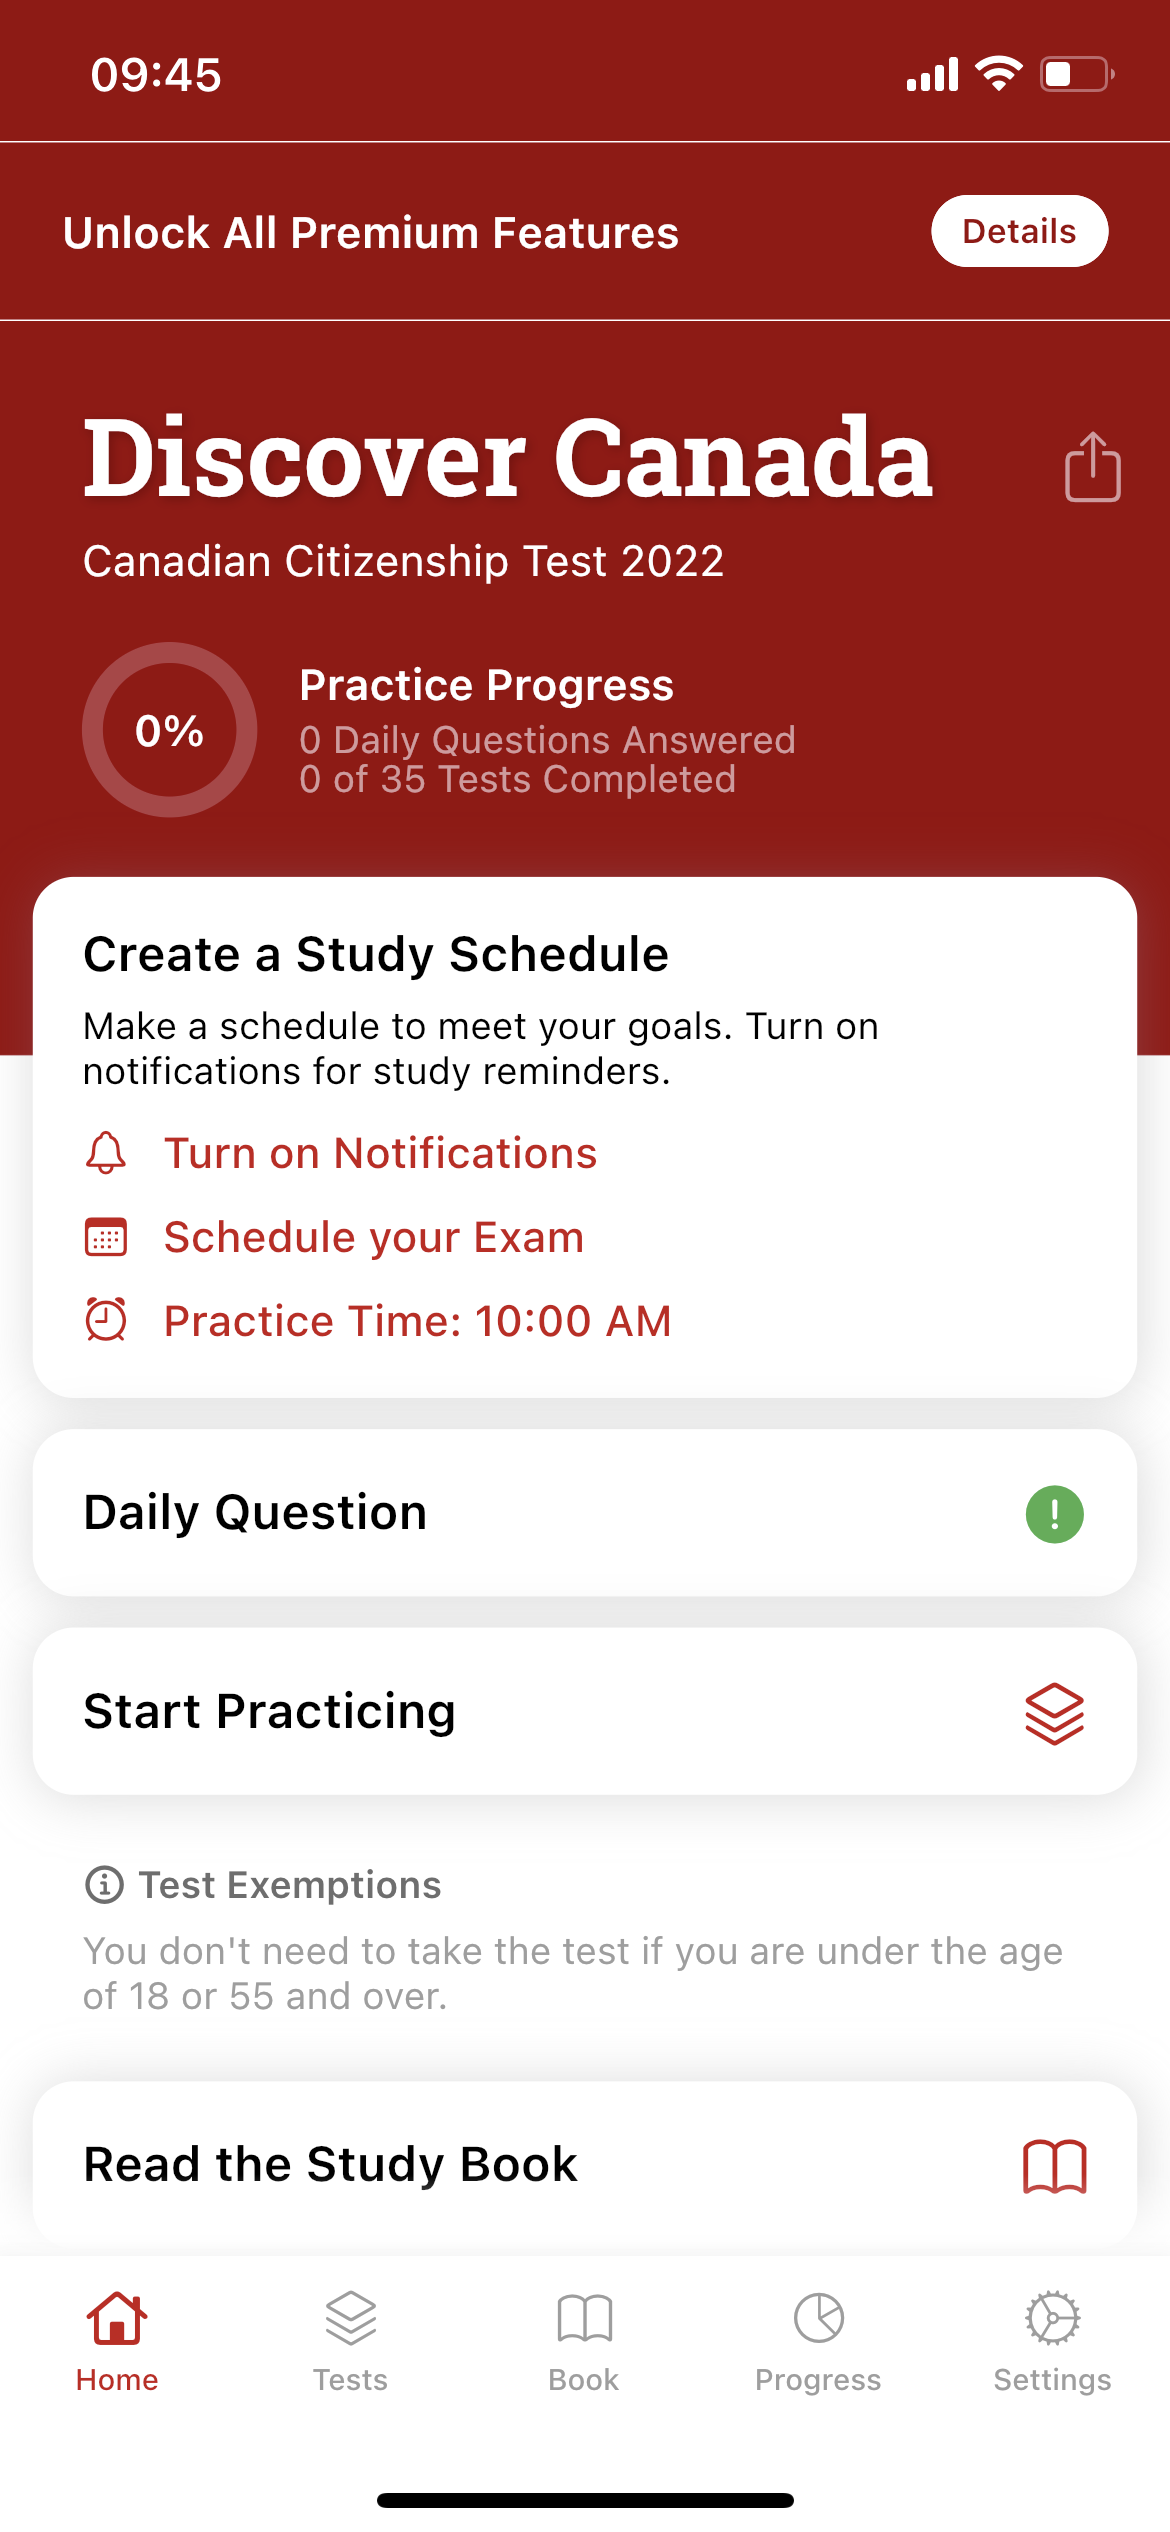 09:45
Unlock All Premium Features
Details
Discover Canada
Canadian Citizenship Test 2022
0%
Practice Progress
0 Daily Questions Answered
0 of 35 Tests Completed
Create a Study Schedule
Make a schedule to meet your goals. Turn on
notifications for study reminders.
Turn on Notifications
Schedule your Exam
Practice Time: 10:00 AM
Daily Question
Start Practicing
Test Exemptions
You don't need to take the test if you are under the age
of 18 or 55 and over.
Read the Study Book
Home
Tests
Book
Progress
Settings